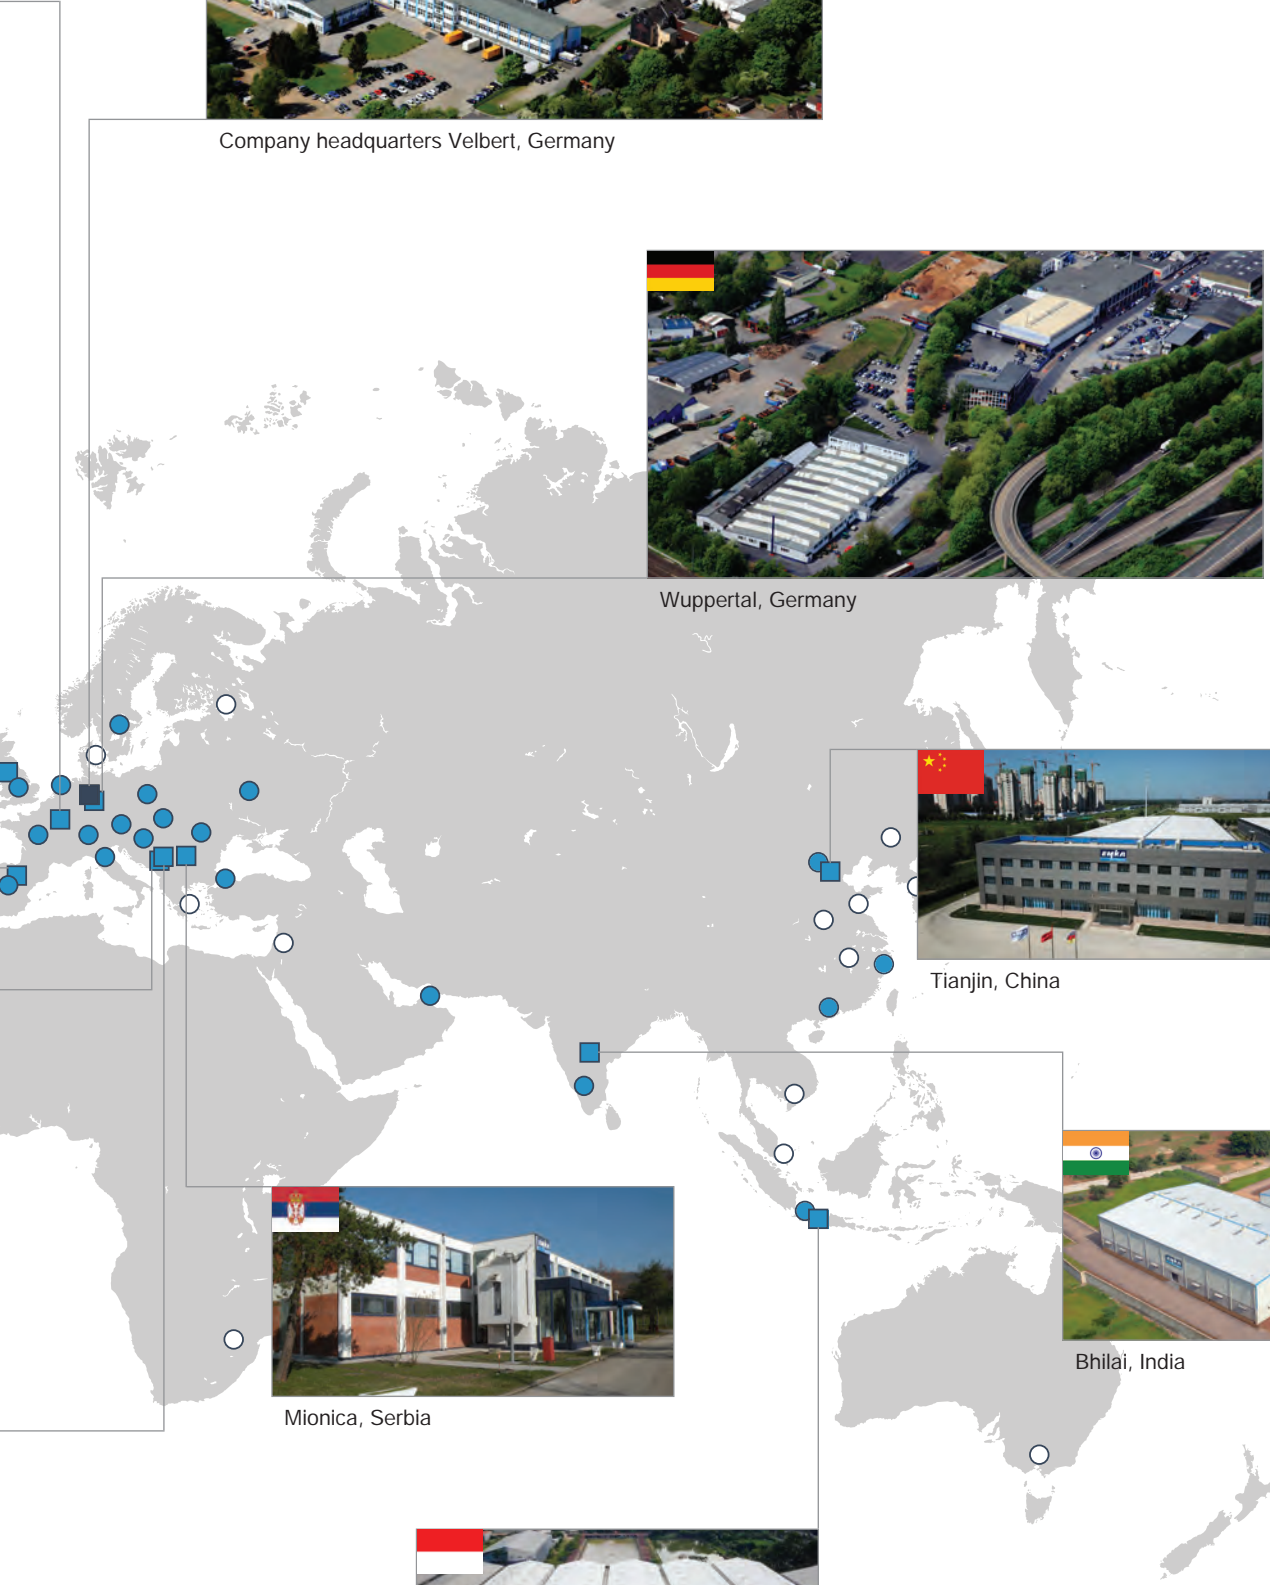 Company headquarters Velbert, Germany
Wuppertal, Germany
Tianjin, China
Bhilai, India
Mionica, Serbia